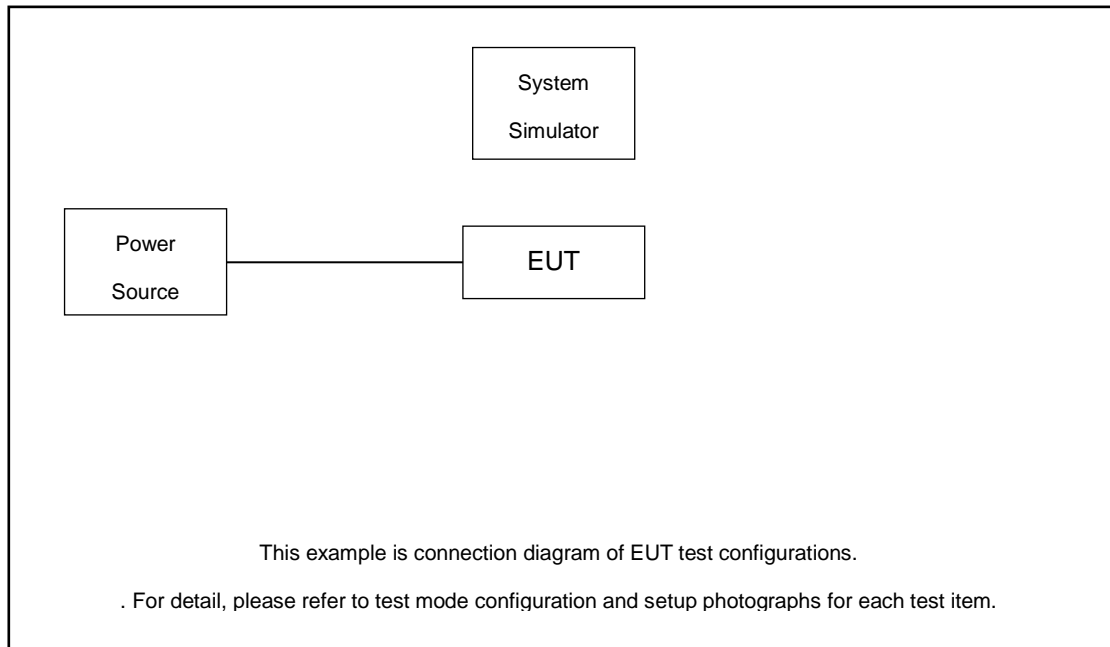 System
Simulator
Power
Source
EUT
This example is connection diagram of EUT test configurations.
. For detail, please refer to test mode configuration and setup photographs for each test item.